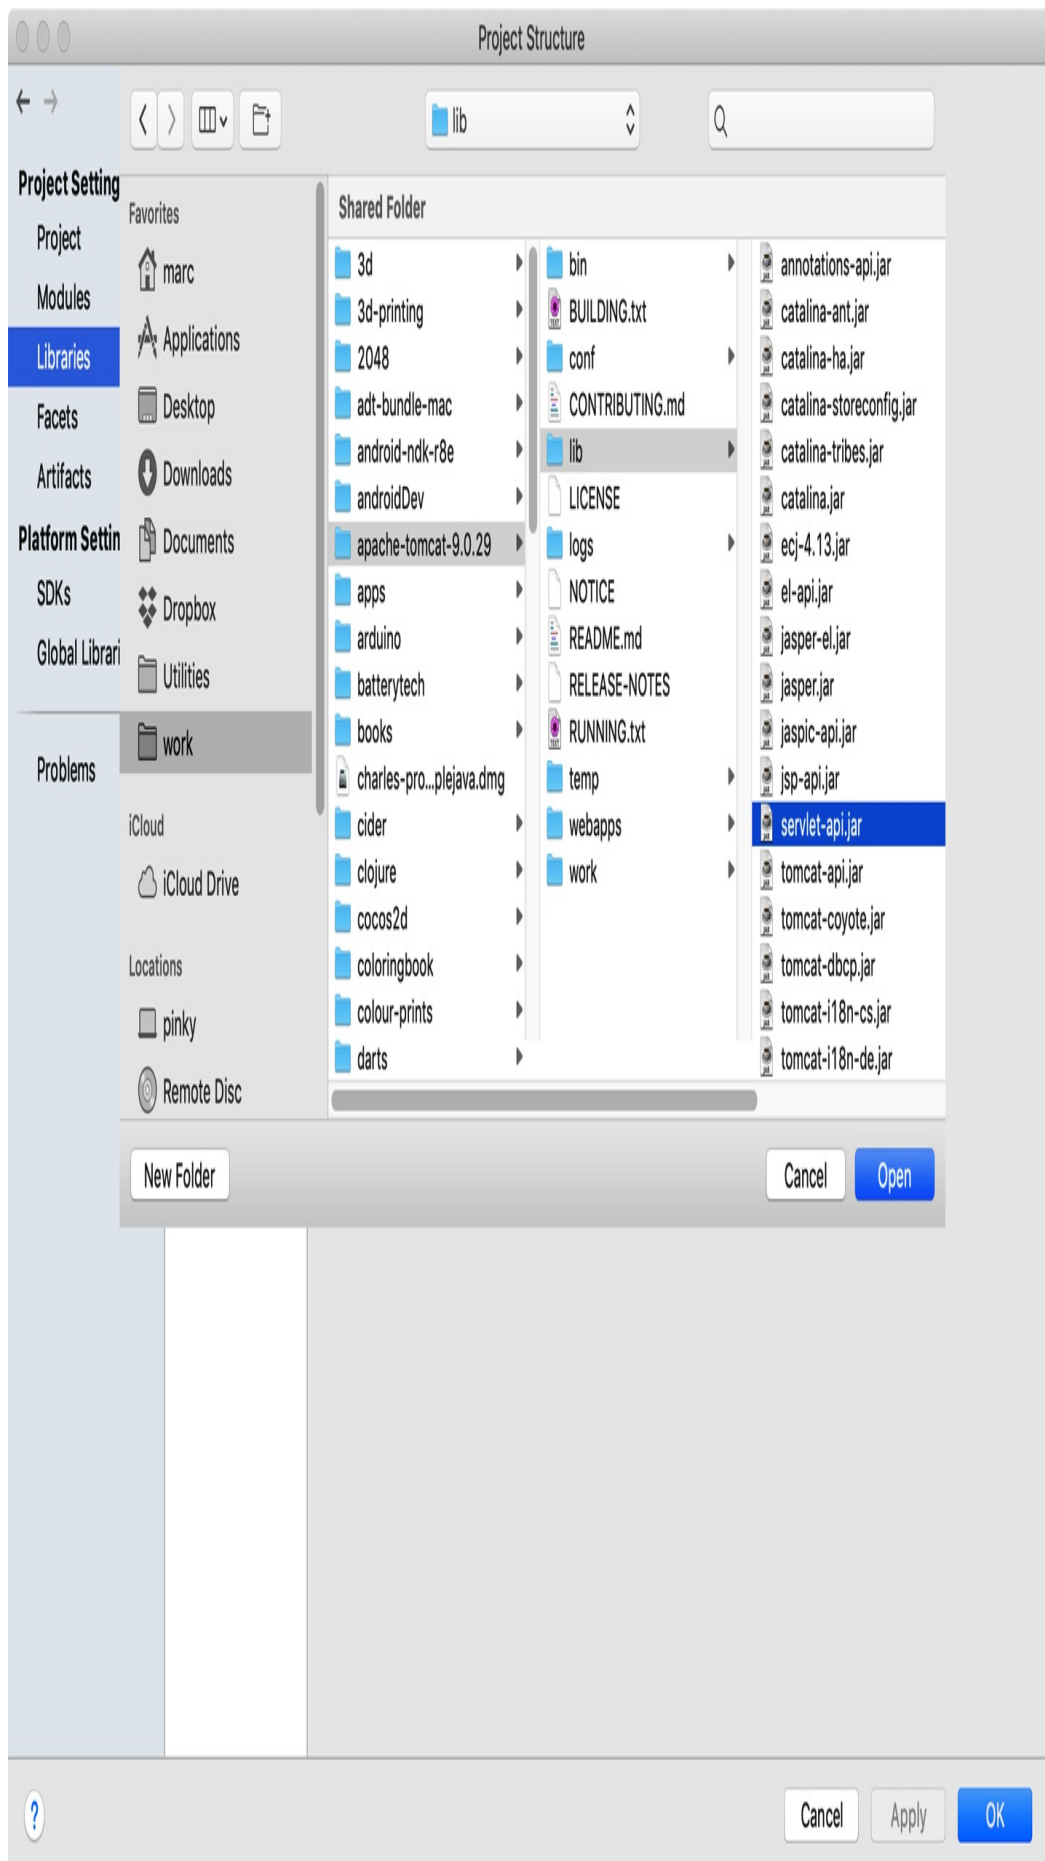 Project Structure
lib
Project Setting
Project
Modules
Libraries
Facets
Artifacts
Platform Settin
SDKs
Global Librari
Problems
Favorites
marc
Applications
Desktop
Downloads
Documents
Dropbox
Utilities
work
iCloud
iCloud Drive
Locations
pinky
Remote Disc
Shared Folder
3d
3d-printing
2048
adt-bundle-mac
android-ndk-r8e
androidDev
apache-tomcat-9.0.29
apps
arduino
batterytech
books
charles-pro...plejava.dmg
cider
clojure
cocos2d
coloringbook
colour-prints
darts
bin
BUILDING.txt
conf
CONTRIBUTING.md
lib
LICENSE
logs
NOTICE
README.md
RELEASE-NOTES
RUNNING.txt
temp
webapps
work
annotations-api.jar
catalina-ant.jar
catalina-ha.jar
catalina-storeconfig.jar
catalina-tribes.jar
catalina.jar
ecj-4.13.jar
el-api.jar
jasper-el.jar
jasper.jar
jaspic-api.jar
jsp-api.jar
servlet-api.jar
tomcat-api.jar
tomcat-coyote.jar
tomcat-dbcp.jar
tomcat-i18n-cs.jar
tomcat-i18n-de.jar
New Folder
Cancel
Open
?
Cancel
Apply
OK